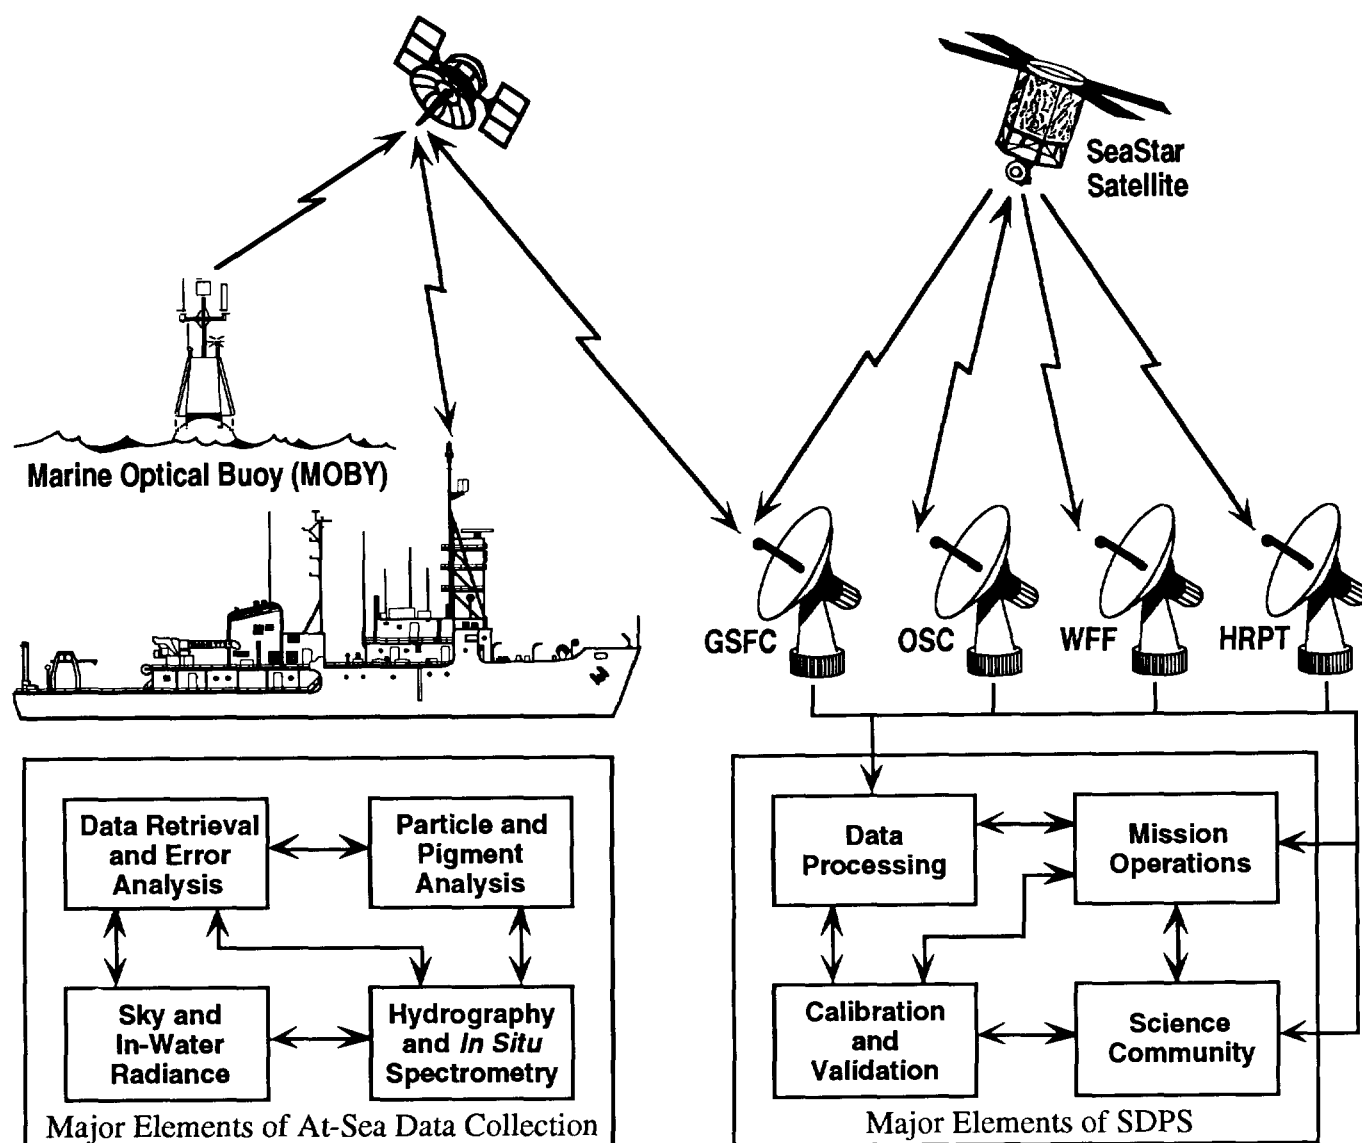 SeaStar
Satellite
Marine Optical Buoy (MOBY)
GSFC
OSC
WFF
HRPT
Data Retrieval
and Error
Analysis
Particle and
Pigment
Analysis
Sky and
In-Water
Radiance
Hydrography
and In Situ
Spectrometry
Major Elements of At-Sea Data Collection
Data
Processing
Mission
Operations
Calibration
and
Validation
Science
Community
Major Elements of SDPS